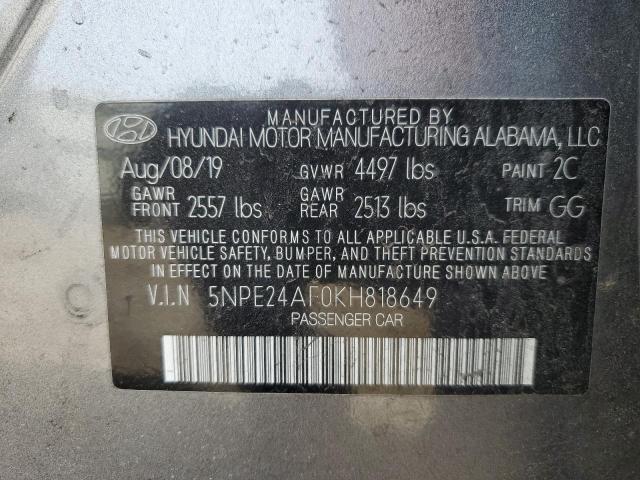 MANUFACTURED BY
HYUNDAI MOTOR MANUFACTURING ALABAMA, LLC
Aug/08/19 GVWR 4497 lbs PAINT 2C
GAWR FRONT 2557 lbs GAWR REAR 2513 lbs TRIM GG
THIS VEHICLE CONFORMS TO ALL APPLICABLE U.S.A. FEDERAL
MOTOR VEHICLE SAFETY, BUMPER, AND THEFT PREVENTION STANDARDS
IN EFFECT ON THE DATE OF MANUFACTURE SHOWN ABOVE
V.I.N 5NPE24AF0KH818649
PASSENGER CAR